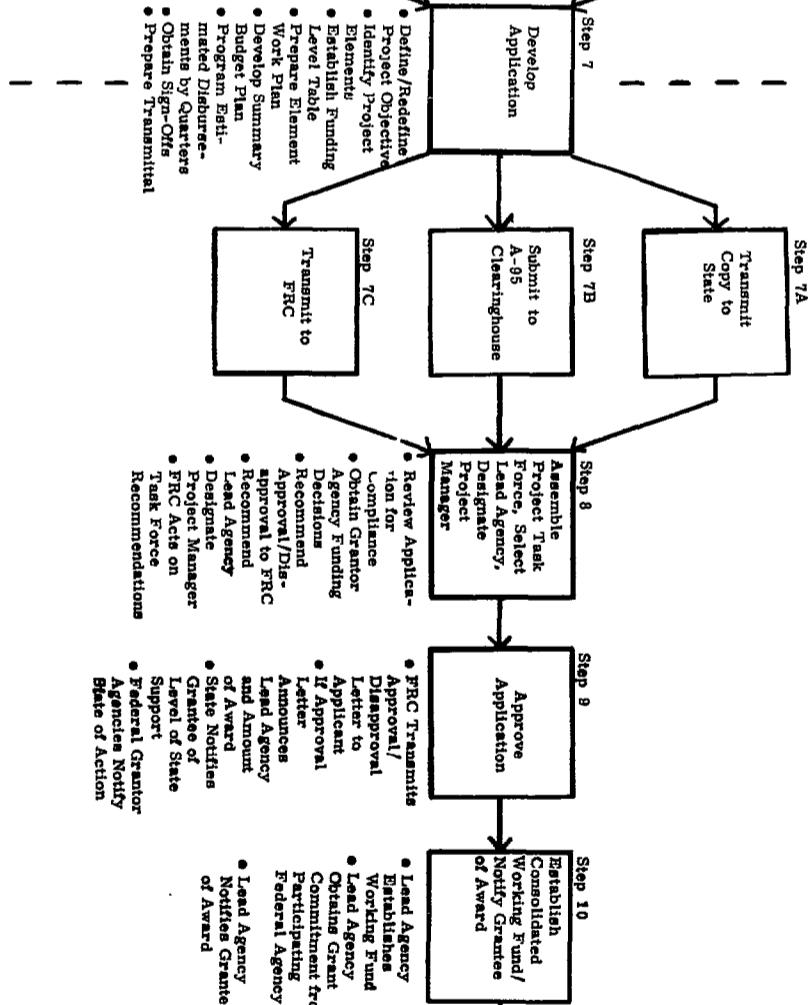 Step 7
Develop
Application
• Define/Redefine
Project Objective
• Identify Project
Elements
• Establish Funding
Level Table
• Prepare Element
Work Plan
• Develop Summary
Budget Plan
• Program Esti-
mated Disburse-
ments by Quarters
• Obtain Sign-Offs
• Prepare Transmittal
Step 7A
Transmit
Copy to
State
Step 7B
Submit to
A-95
Clearinghouse
Step 7C
Transmit to
FRC
Step 8
Assemble
Project Task
Force, Select
Lead Agency,
Designate
Project
Manager
• Review Applica-
tion for
Compliance
• Obtain Grantor
Agency Funding
Decisions
• Recommend
Approval/Dis-
approval to FRC
• Recommend
Lead Agency
• Designate
Project Manager
• FRC Acts on
Task Force
Recommendations
Step 9
Approve
Application
• FRC Transmits
Approval/
Disapproval
Letter to
Applicant
• If Approval
Letter
Announces
Lead Agency
and Amount
of Award
• State Notifies
Grantee of
Level of State
Support
• Federal Grantor
Agencies Notify
State of Action
Step 10
Establish
Consolidated
Working Fund/
Notify Grantee
of Award
• Lead Agency
Establishes
Working Fund
• Lead Agency
Obtains Grant
Commitment fro
Participating
Federal Agency
• Lead Agency
Notifies Grante
of Award